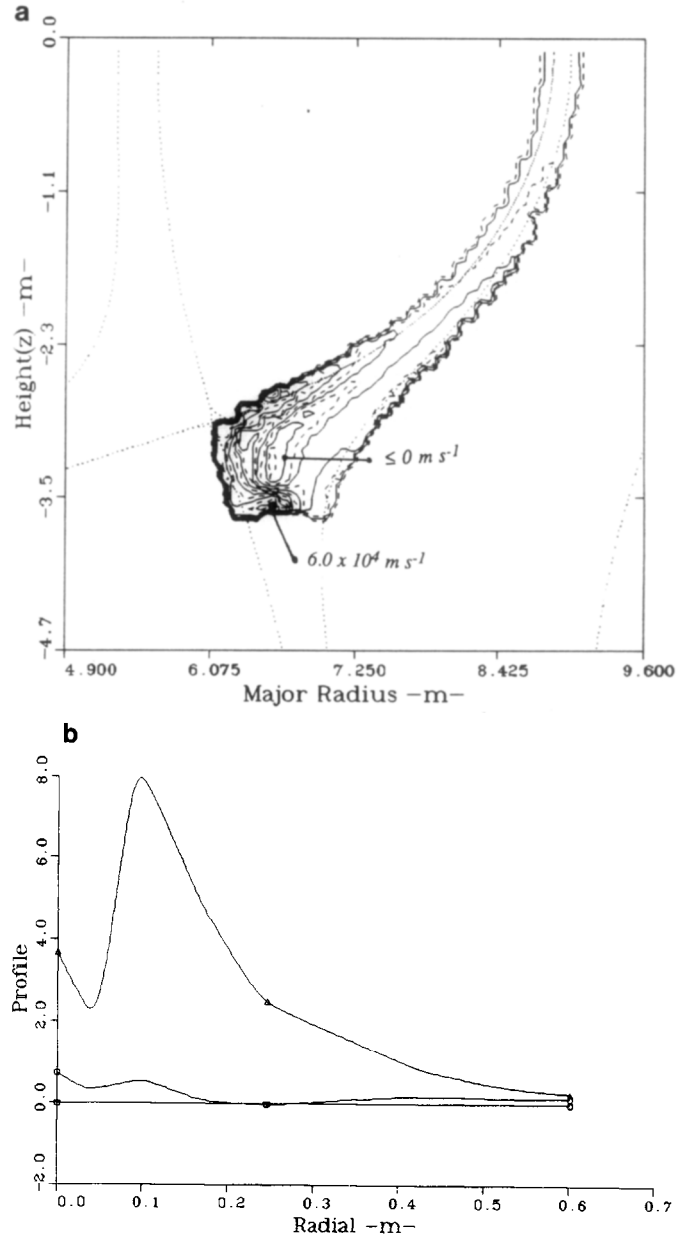 a
0.0
-1.1
-2.3
-3.5
-4.7
Height(z) -m-
≤ 0 m s⁻¹
6.0 x 10⁴ m s⁻¹
4.900 6.075 7.250 8.425 9.600
Major Radius -m-
b
8.0
6.0
4.0
2.0
0.0
-2.0
Profile
0.0 0.1 0.2 0.3 0.4 0.5 0.6 0.7
Radial -m-